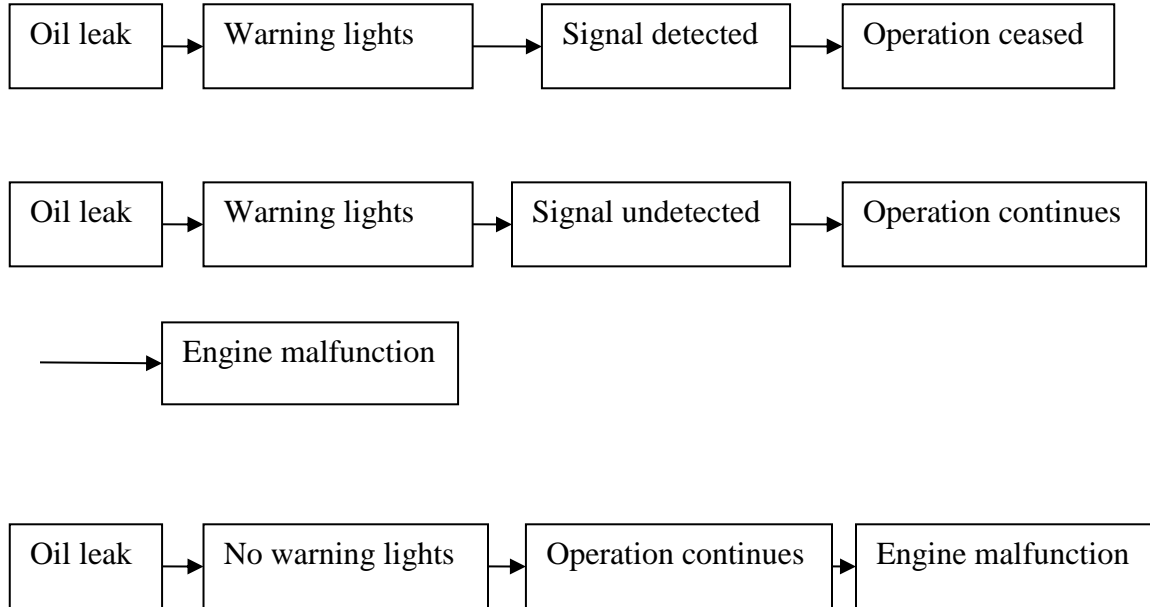 Oil leak Warning lights Signal detected Operation ceased
Oil leak Warning lights Signal undetected Operation continues
Engine malfunction
Oil leak No warning lights Operation continues Engine malfunction